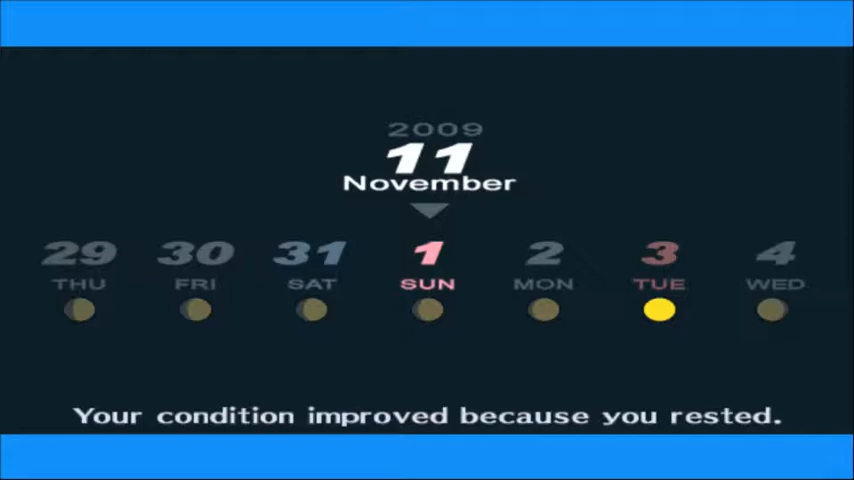 2009
11
November
29 30 31 1 2 3 4
THU FRI SAT SUN MON TUE WED
Your condition improved because you rested.